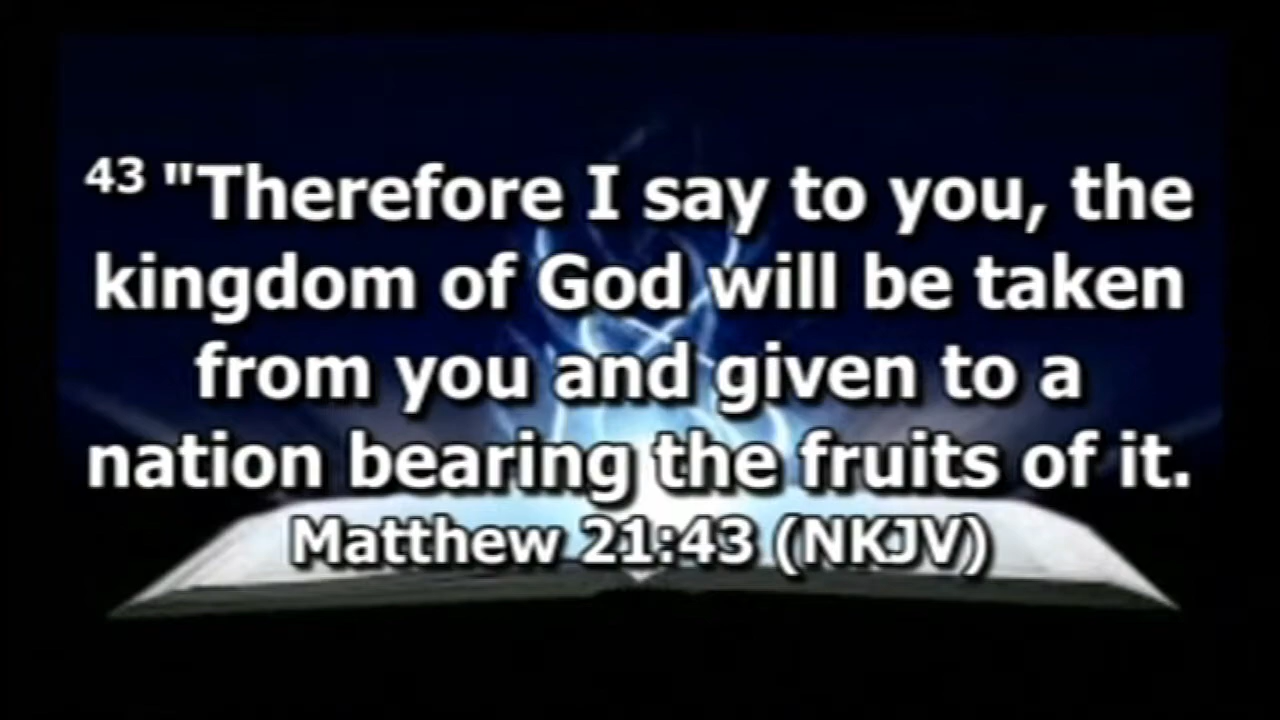 43 "Therefore I say to you, the
kingdom of God will be taken
from you and given to a
nation bearing the fruits of it.
Matthew 21:43 (NKJV)